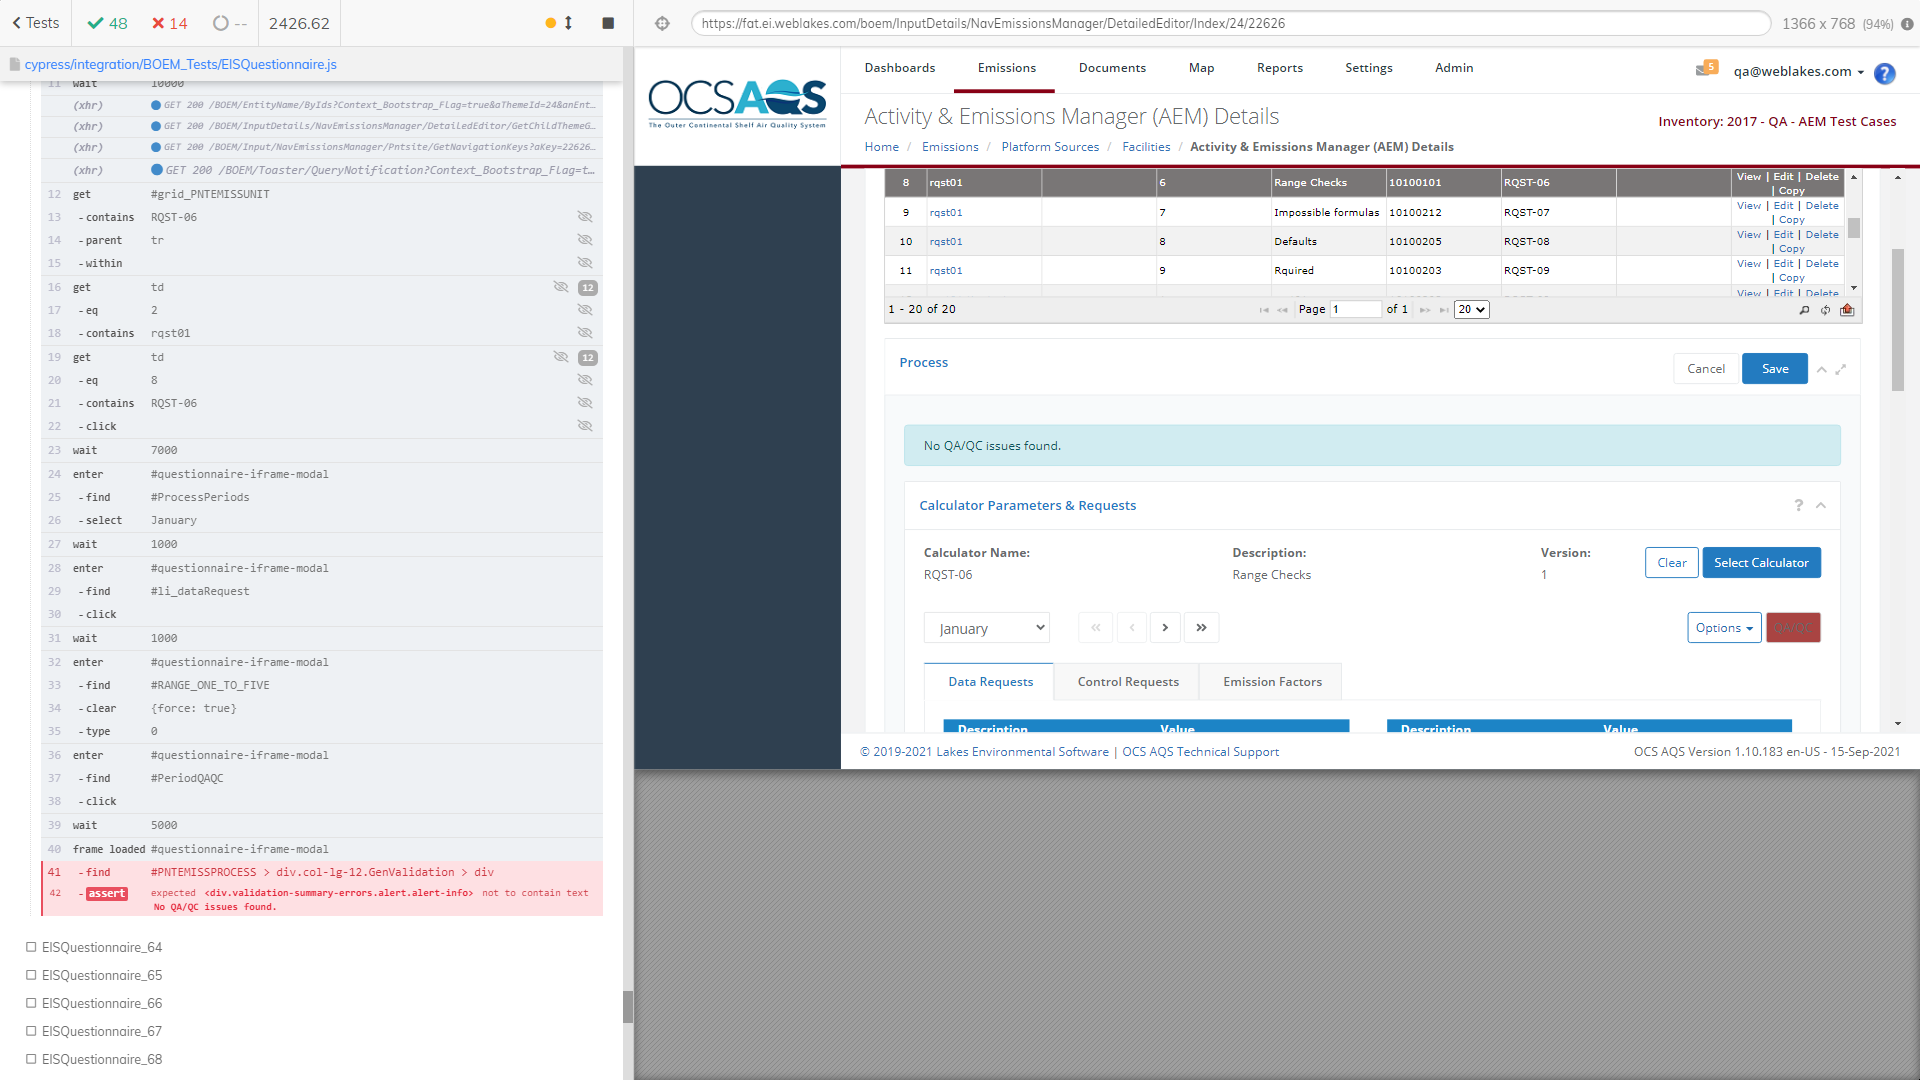 Tests
48
14
--
2426.62
cypress/integration/BOEM_Tests/EISQuestionnaire.js
11 wait 10000
(xhr) GET 200 /BOEM/EntityName/ByIds?Context_Bootstrap_Flag=true&aThemeId=24&anEnt...
(xhr) GET 200 /BOEM/InputDetails/NavEmissionsManager/DetailedEditor/GetChildThemeG...
(xhr) GET 200 /BOEM/Input/NavEmissionsManager/Pntsite/GetNavigationKeys?aKey=22626...
(xhr) GET 200 /BOEM/Toaster/QueryNotification?Context_Bootstrap_Flag=t...
12 get #grid_PNTEMISSUNIT
13 -contains RQST-06
14 -parent tr
15 -within
16 get td 12
17 -eq 2
18 -contains rqst01
19 get td 12
20 -eq 8
21 -contains RQST-06
22 -click
23 wait 7000
24 enter #questionnaire-iframe-modal
25 -find #ProcessPeriods
26 -select January
27 wait 1000
28 enter #questionnaire-iframe-modal
29 -find #li_dataRequest
30 -click
31 wait 1000
32 enter #questionnaire-iframe-modal
33 -find #RANGE_ONE_TO_FIVE
34 -clear {force: true}
35 -type 0
36 enter #questionnaire-iframe-modal
37 -find #PeriodQAQC
38 -click
39 wait 5000
40 frame loaded #questionnaire-iframe-modal
41 -find #PNTEMISSPROCESS > div.col-lg-12.GenValidation > div
42 -assert expected <div.validation-summary-errors.alert.alert-info> not to contain text
No QA/QC issues found.
EISQuestionnaire_64
EISQuestionnaire_65
EISQuestionnaire_66
EISQuestionnaire_67
EISQuestionnaire_68
https://fat.ei.weblakes.com/boem/InputDetails/NavEmissionsManager/DetailedEditor/Index/24/22626
1366 x 768 (94%)
OCSAQS
The Outer Continental Shelf Air Quality System
Dashboards Emissions Documents Map Reports Settings Admin
5
qa@weblakes.com
?
Activity & Emissions Manager (AEM) Details
Inventory: 2017 - QA - AEM Test Cases
Home / Emissions / Platform Sources / Facilities / Activity & Emissions Manager (AEM) Details
8 rqst01 6 Range Checks 10100101 RQST-06 View | Edit | Delete
| Copy
9 rqst01 7 Impossible formulas 10100212 RQST-07 View | Edit | Delete
| Copy
10 rqst01 8 Defaults 10100205 RQST-08 View | Edit | Delete
| Copy
11 rqst01 9 Rquired 10100203 RQST-09 View | Edit | Delete
| Copy
View | Edit | Delete
1 - 20 of 20
Page 1 of 1
20
Process
Cancel Save
No QA/QC issues found.
Calculator Parameters & Requests
?
Calculator Name: Description: Version:
RQST-06 Range Checks 1
Clear Select Calculator
January
Options
QA/QC
Data Requests Control Requests Emission Factors
Description Value Description Value
© 2019-2021 Lakes Environmental Software | OCS AQS Technical Support
OCS AQS Version 1.10.183 en-US - 15-Sep-2021